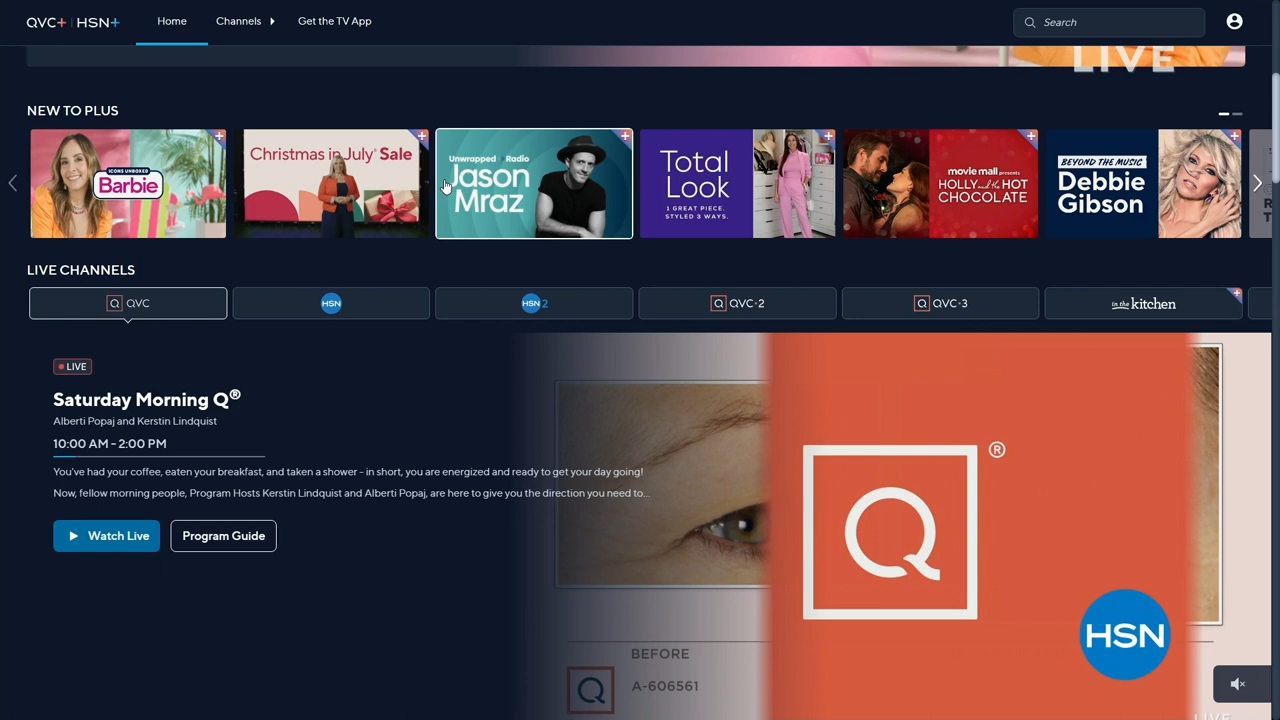 QVC+ | HSN+
Home
Channels
Get the TV App
Search
LIVE
NEW TO PLUS
ICONS UNBOXED
Barbie
Christmas in July® Sale
Unwrapped Radio
Jason
Mraz
Total
Look
1 GREAT PIECE.
STYLED 3 WAYS.
movie mall presents
HOLLY and the HOT
CHOCOLATE
BEYOND THE MUSIC
Debbie
Gibson
LIVE CHANNELS
Q QVC
HSN
HSN 2
Q QVC·2
Q QVC·3
in the kitchen
LIVE
Saturday Morning Q®
Alberti Popaj and Kerstin Lindquist
10:00 AM - 2:00 PM
You've had your coffee, eaten your breakfast, and taken a shower - in short, you are energized and ready to get your day going!
Now, fellow morning people, Program Hosts Kerstin Lindquist and Alberti Popaj, are here to give you the direction you need to...
Watch Live
Program Guide
Q®
HSN
BEFORE
Q
A-606561
LIVE